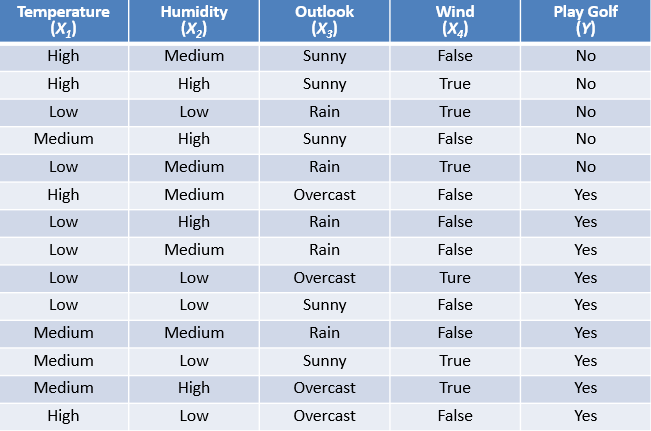 Temperature Humidity Outlook Wind Play Golf
(X1) (X2) (X3) (X4) (Y)
High Medium Sunny False No
High High Sunny True No
Low Low Rain True No
Medium High Sunny False No
Low Medium Rain True No
High Medium Overcast False Yes
Low High Rain False Yes
Low Medium Rain False Yes
Low Low Overcast Ture Yes
Low Low Sunny False Yes
Medium Medium Rain False Yes
Medium Low Sunny True Yes
Medium High Overcast True Yes
High Low Overcast False Yes